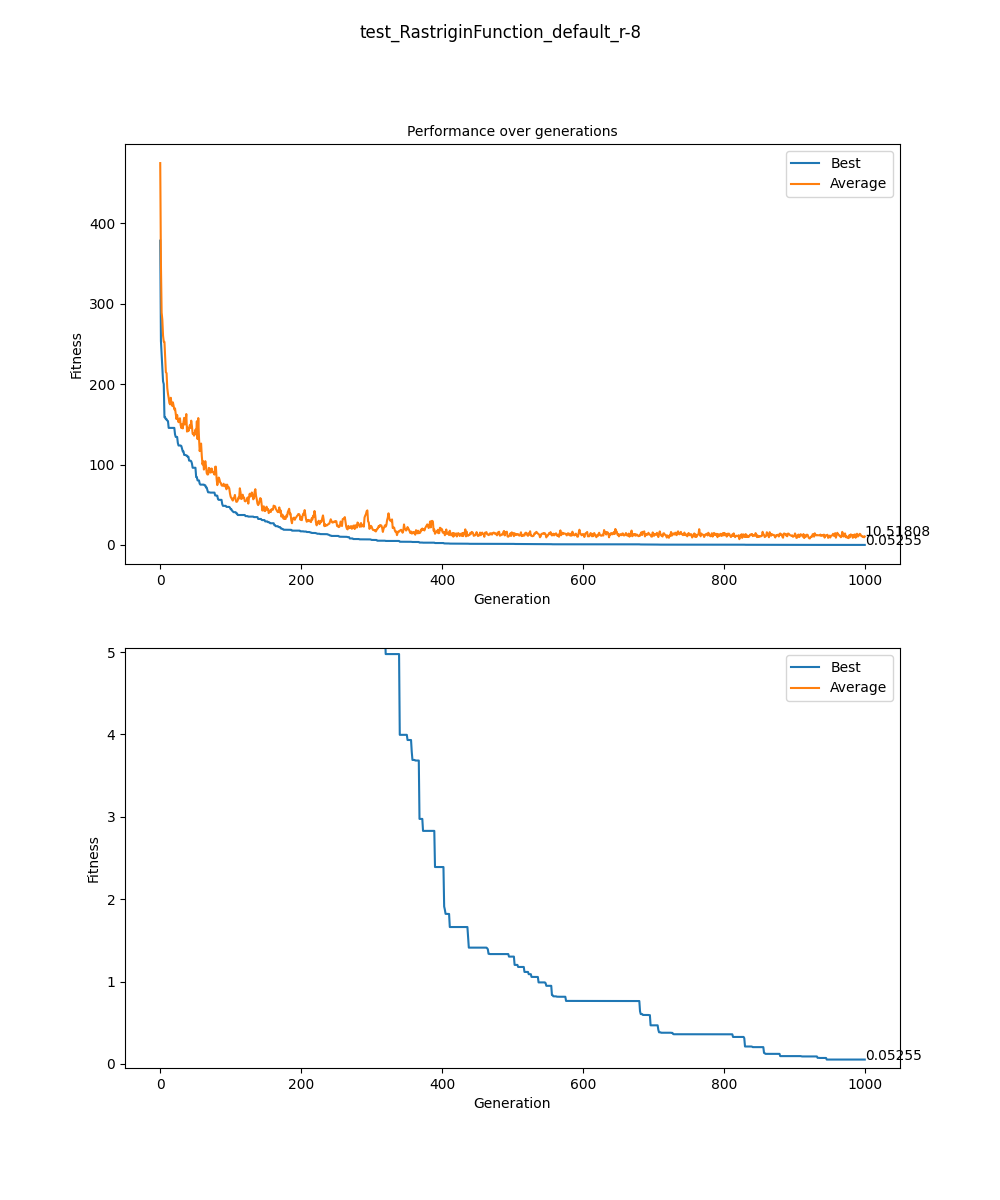 test_RastriginFunction_default_r-8
Performance over generations
Best
Average
400
300
200
100
0
Fitness
10.51808
0.05255
0 200 400 600 800 1000
Generation
Best
Average
5
4
3
2
1
0
Fitness
0.05255
0 200 400 600 800 1000
Generation